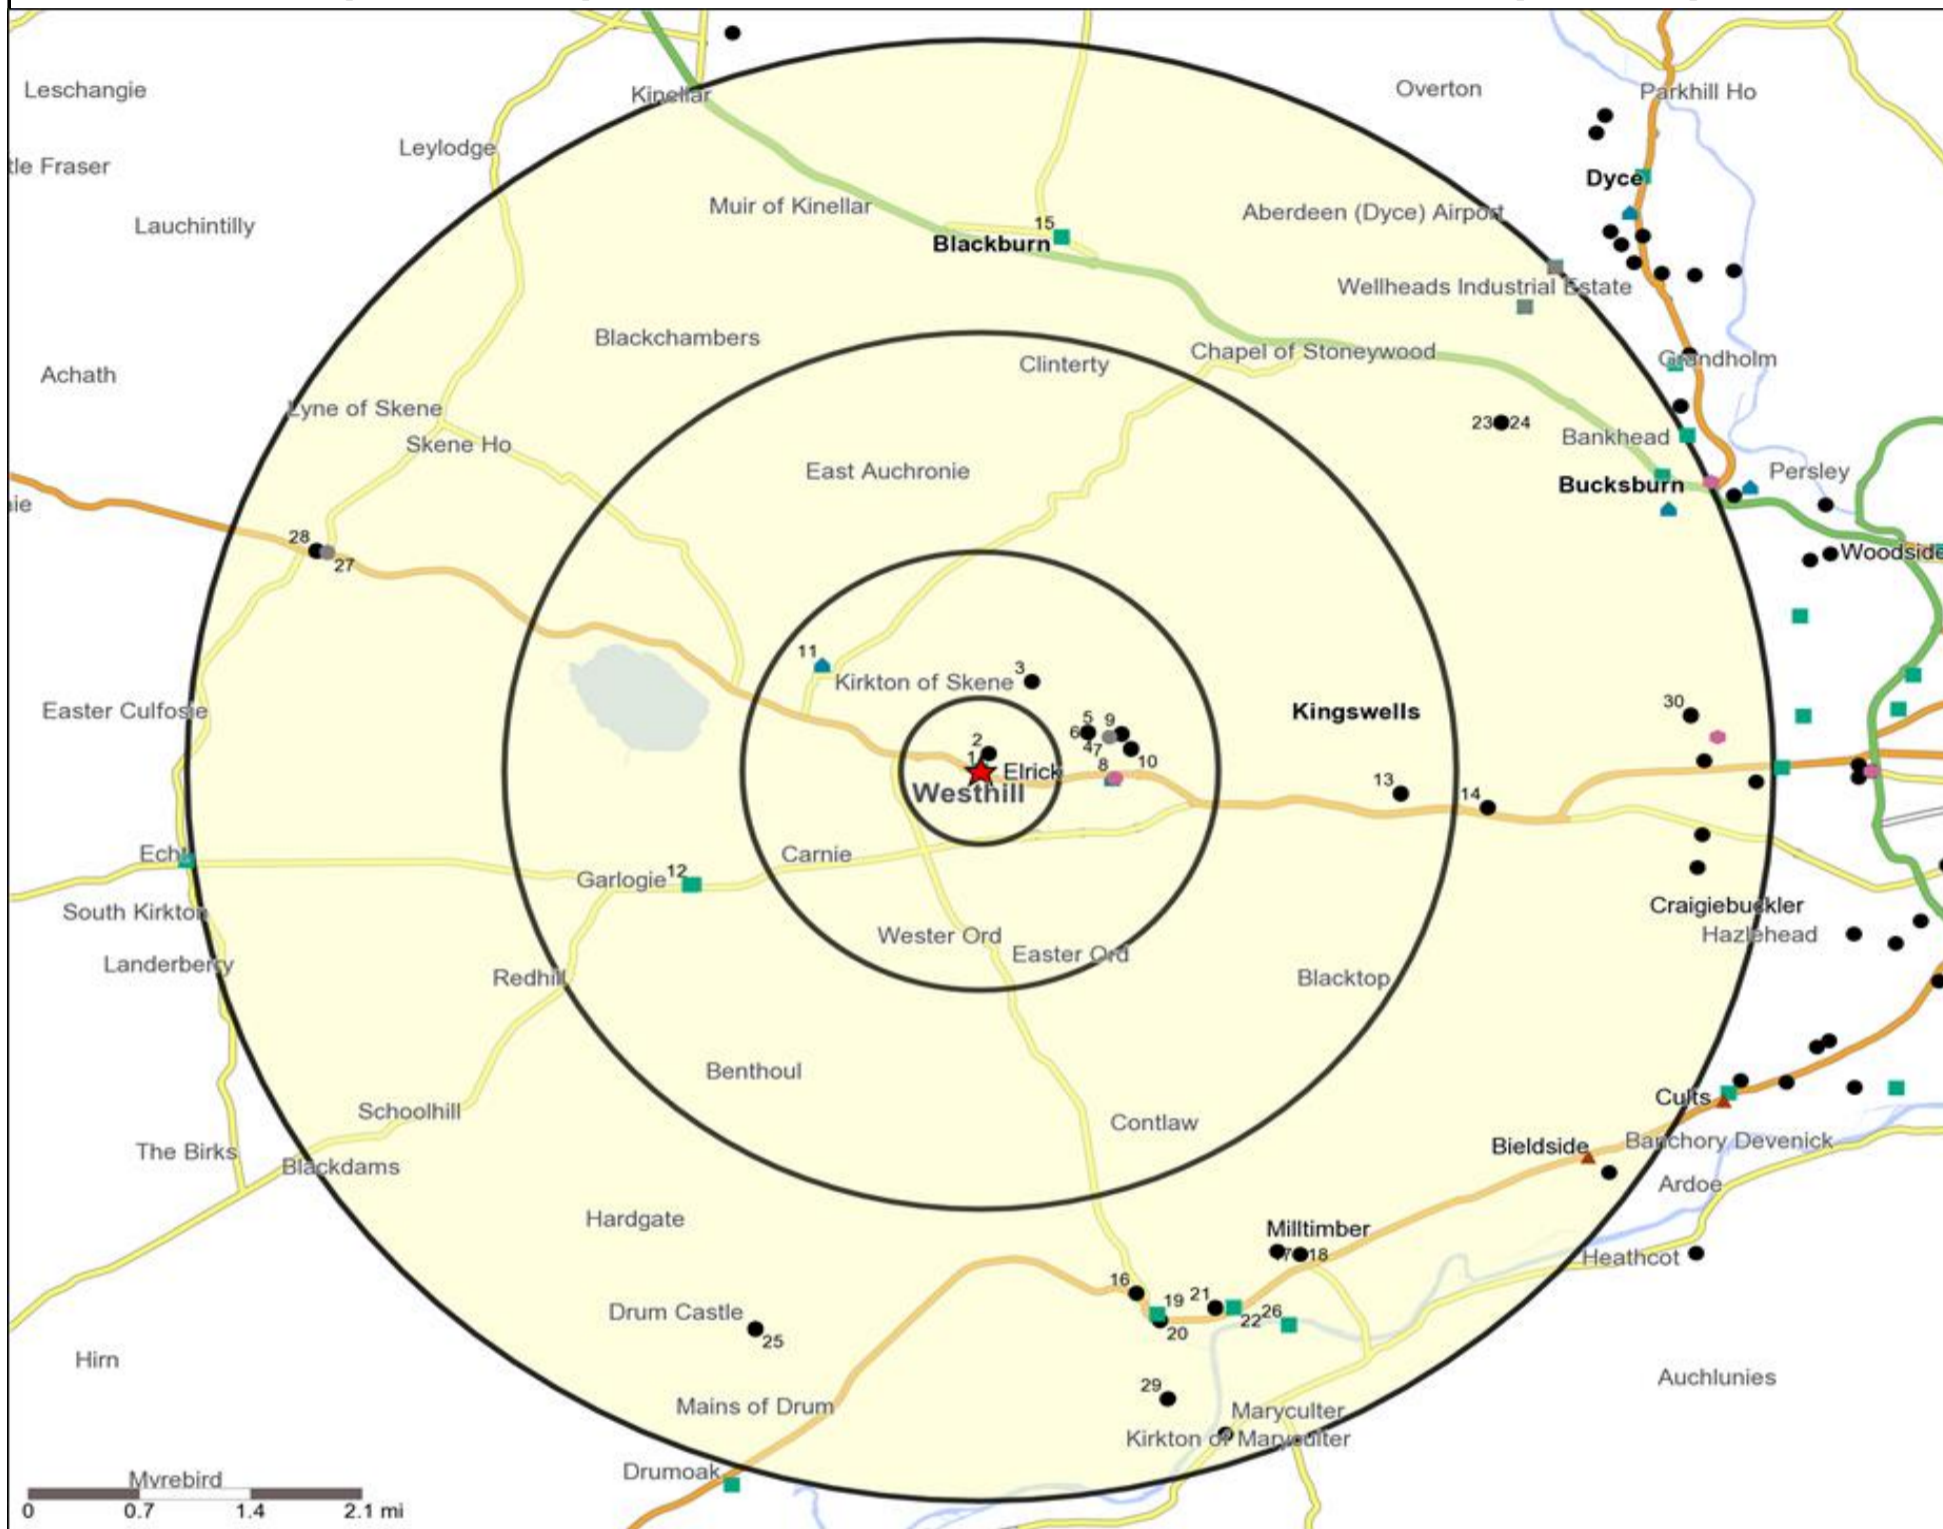 Leschangie
Kinellar
Overton
Parkhill Ho
Leylodge
tle Fraser
Dyce
Muir of Kinellar
Aberdeen (Dyce) Airport
Lauchintilly
15
Blackburn
Wellheads Industrial Estate
Blackchambers
Clinterty
Chapel of Stoneywood
Grandholm
Achath
Lyne of Skene
Skene Ho
23 24
Bankhead
East Auchronie
Persley
Bucksburn
nie
28
27
Woodside
11
Kirkton of Skene
3
Easter Culfosie
Kingswells
30
5
9
6
4
7
2
1
10
8
Elrick
Westhill
13
14
Echt
Carnie
Garlogie
12
South Kirkton
Craigiebuckler
Hazlehead
Wester Ord
Easter Ord
Landerberry
Redhill
Blacktop
Benthoul
Schoolhill
Contlaw
Cults
The Birks
Blackdams
Bieldside
Banchory Devenick
Ardoe
Hardgate
Milltimber
18
Heathcot
16
19
21
22
26
20
Drum Castle
25
Hirn
Auchlunies
29
Mains of Drum
Maryculter
Kirkton of Maryculter
Drumoak
Myrebird
0 0.7 1.4 2.1 mi